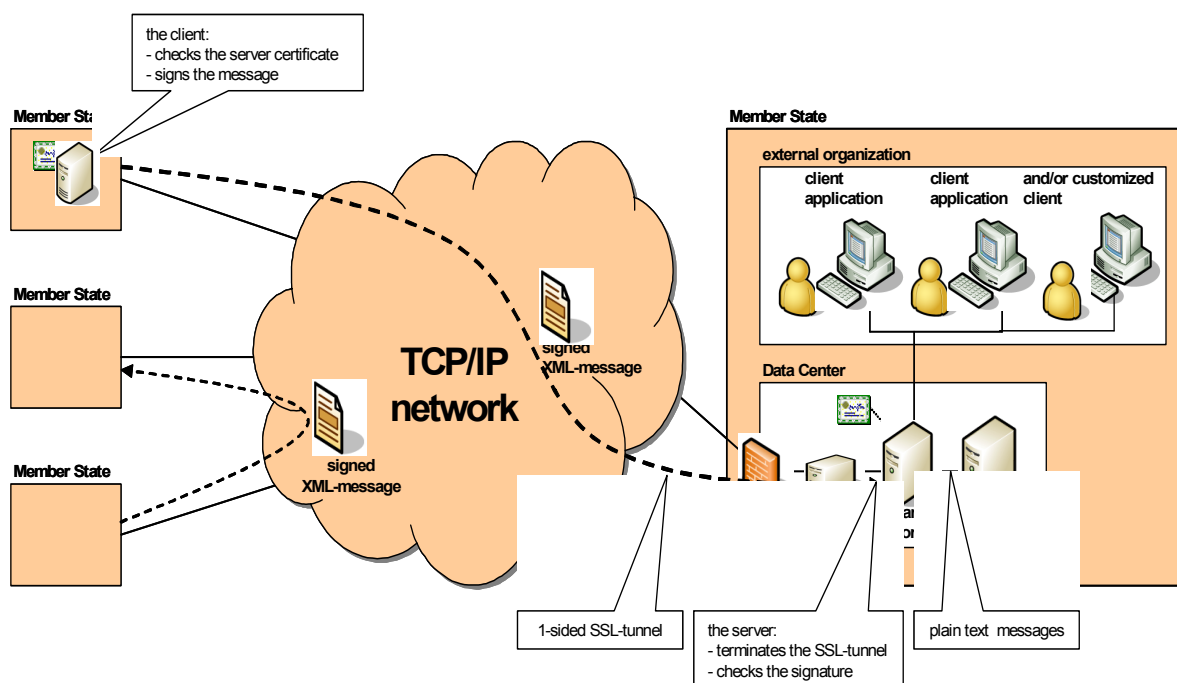 the client:
- checks the server certificate
- signs the message
Member Sta
Member State
external organization
client
application
client
application
and/or customized
client
Member State
signed
XML-message
TCP/IP
network
Data Center
Member State
signed
XML-message
1-sided SSL-tunnel
the server:
- terminates the SSL-tunnel
- checks the signature
plain text messages